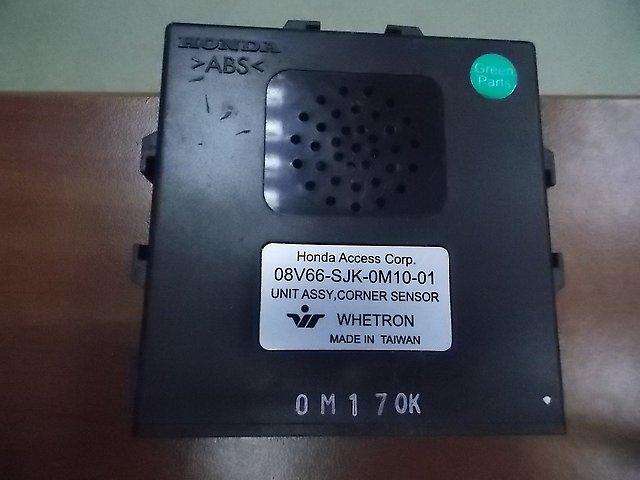 HONDA
>ABS<
Green
Parts
Honda Access Corp.
08V66-SJK-0M10-01
UNIT ASSY,CORNER SENSOR
WHETRON
MADE IN TAIWAN
0M170K